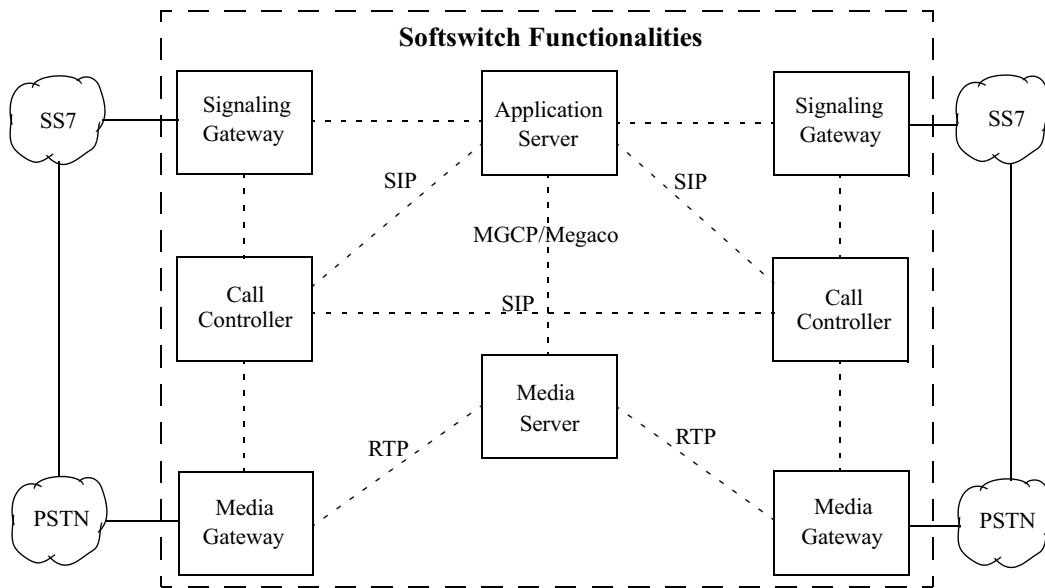 Softswitch Functionalities
SS7
Signaling
Gateway
Application
Server
Signaling
Gateway
SS7
SIP
SIP
MGCP/Megaco
Call
Controller
SIP
Call
Controller
Media
Server
RTP
RTP
PSTN
Media
Gateway
Media
Gateway
PSTN